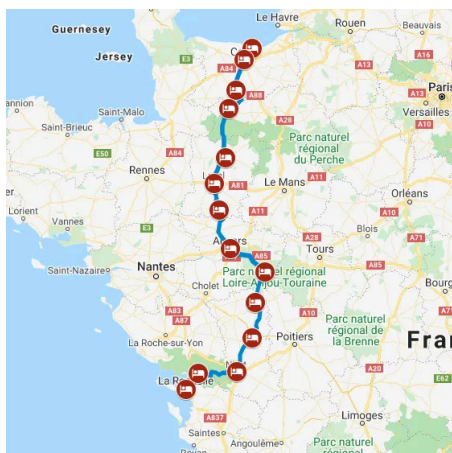 Le Havre
Rouen
Beauvais
Guernesey
Jersey
E3
A84
A13
A16
Paris
A88
A28
A13
Versailles
A10
Saint-Malo
Saint-Brieuc
Parc naturel
régional
du Perche
E50
A84
A11
Rennes
A81
Le Mans
Orléans
Lorient
Vannes
E3
A11
A28
Blois
A10
A71
Saint-Nazaire
Nantes
A85
Tours
A85
Parc naturel régional
Loire-Anjou-Touraine
Cholet
Bourg
A83
A87
A10
Parc naturel
régional de
la Brenne
La Roche-sur-Yon
Poitiers
Fran
A20
E62
A10
La Rochelle
Limoges
A837
Saintes
Angoulême
Parc naturel